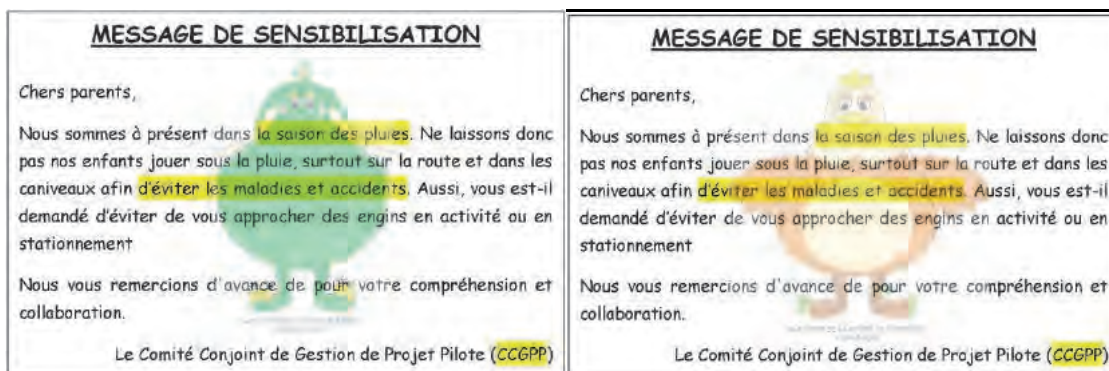 MESSAGE DE SENSIBILISATION
Chers parents,
Nous sommes à présent dans la saison des pluies. Ne laissons donc
pas nos enfants jouer sous la pluie, surtout sur la route et dans les
caniveaux afin d'éviter les maladies et accidents. Aussi, vous est-il
demandé d'éviter de vous approcher des engins en activité ou en
stationnement
Nous vous remercions d'avance de pour votre compréhension et
collaboration.
Le Comité Conjoint de Gestion de Projet Pilote (CCGPP)
MESSAGE DE SENSIBILISATION
Chers parents,
Nous sommes à présent dans la saison des pluies. Ne laissons donc
pas nos enfants jouer sous la pluie, surtout sur la route et dans les
caniveaux afin d'éviter les maladies et accidents. Aussi, vous est-il
demandé d'éviter de vous approcher des engins en activité ou en
stationnement
Nous vous remercions d'avance de pour votre compréhension et
collaboration.
Le Comité Conjoint de Gestion de Projet Pilote (CCGPP)